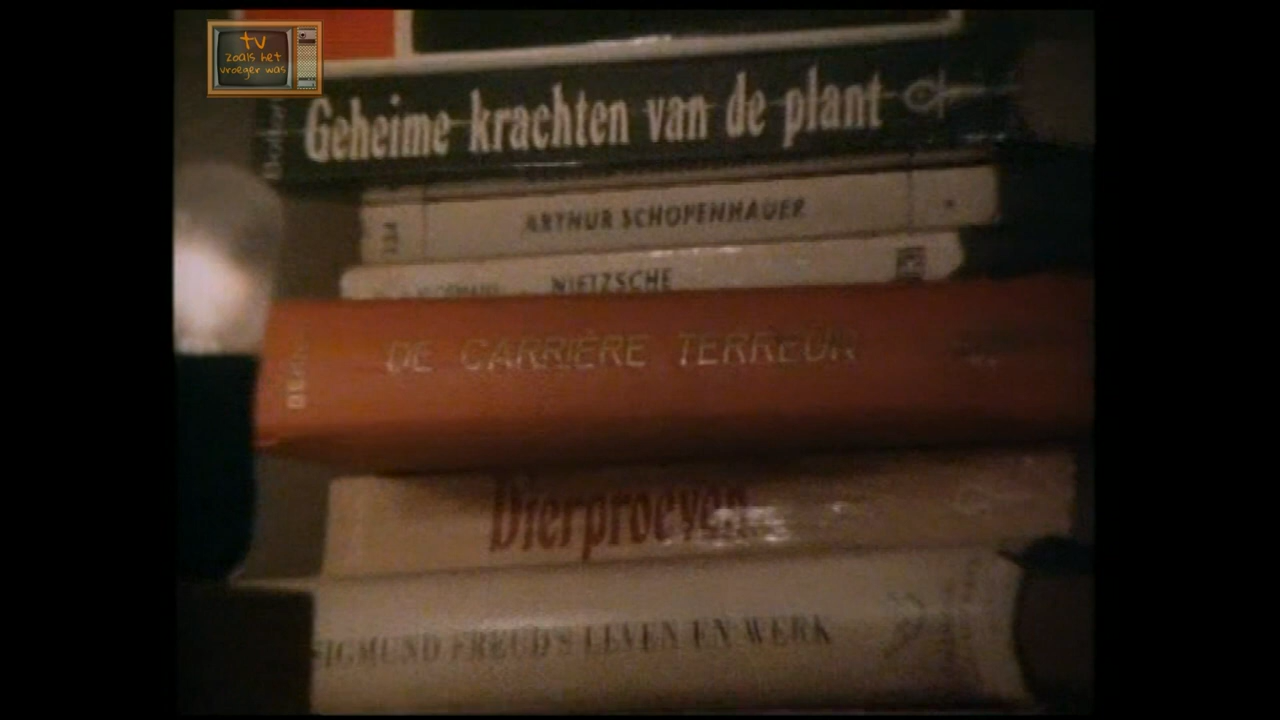 tv
zoals het
vroeger was
Geheime krachten van de plant
ARTHUR SCHOPENHAUER
NIETZSCHE
DE CARRIÈRE TERREUR
Dierproeven
SIGMUND FREUD'S LEVEN EN WERK